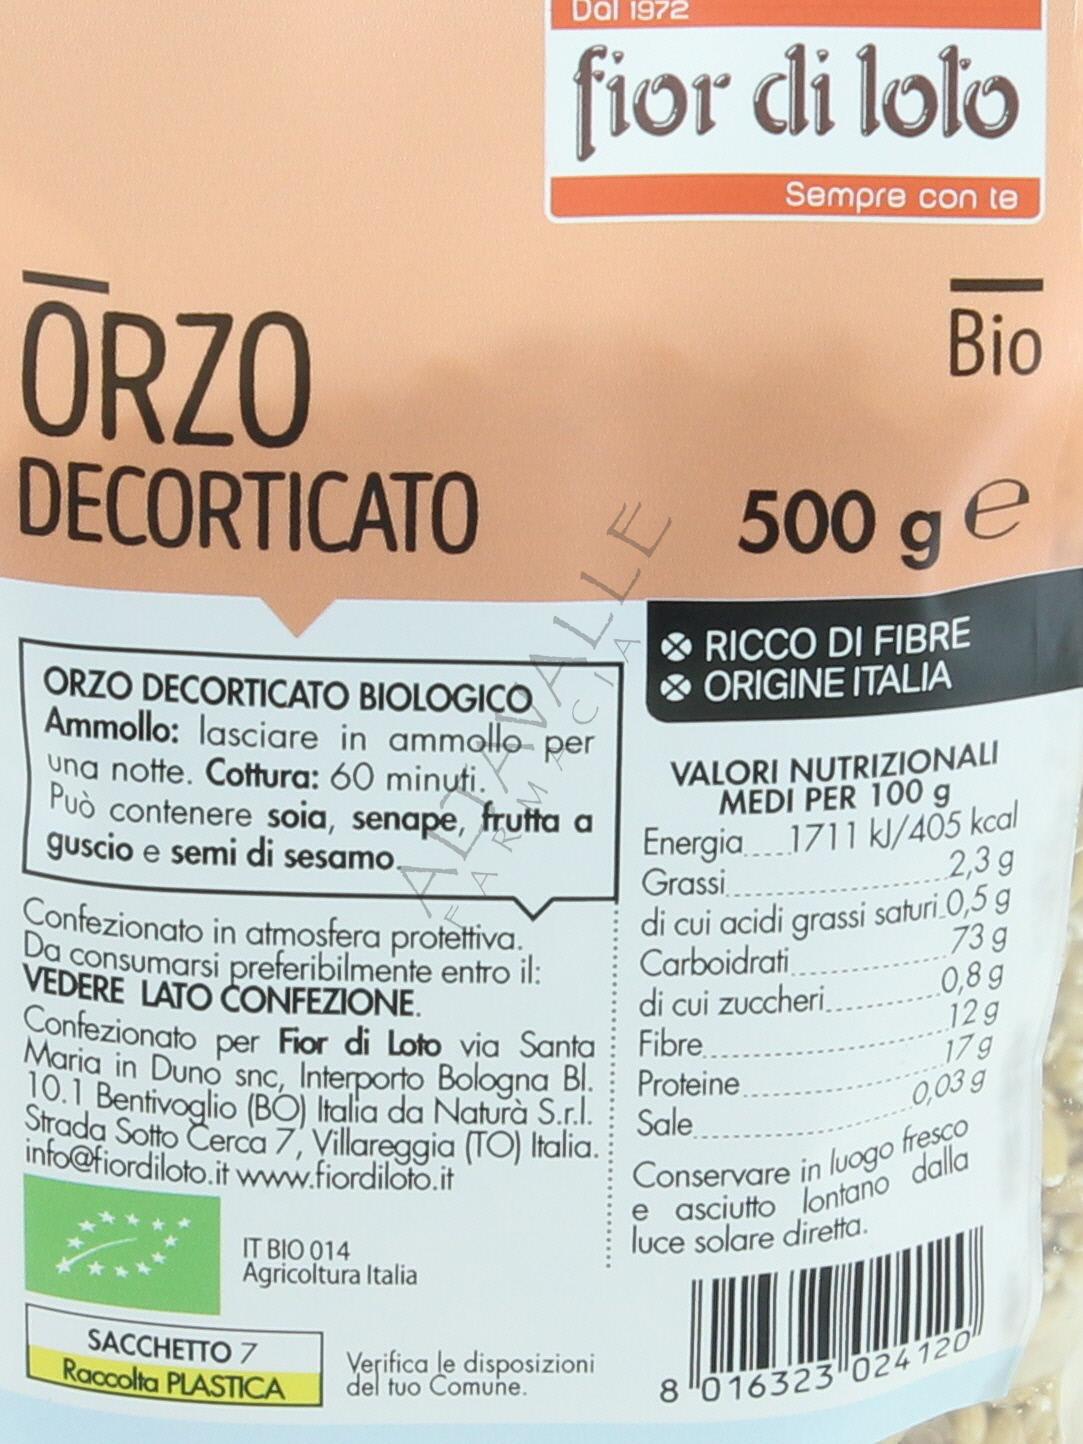 Dal 1972
fior di loto
Sempre con te
Bio
ORZO
DECORTICATO
500 g e
RICCO DI FIBRE
ORIGINE ITALIA
ORZO DECORTICATO BIOLOGICO
Ammollo: lasciare in ammollo per
una notte. Cottura: 60 minuti.
Può contenere soia, senape, frutta a
guscio e semi di sesamo.
Confezionato in atmosfera protettiva.
Da consumarsi preferibilmente entro il:
VEDERE LATO CONFEZIONE.
Confezionato per Fior di Loto via Santa
Maria in Duno snc, Interporto Bologna Bl.
10.1 Bentivoglio (BO) Italia da Naturà S.r.l.
Strada Sotto Cerca 7, Villareggia (TO) Italia.
info@fiordiloto.it www.fiordiloto.it
IT BIO 014
Agricoltura Italia
SACCHETTO 7
Raccolta PLASTICA
Verifica le disposizioni
del tuo Comune.
VALORI NUTRIZIONALI
MEDI PER 100 g
Energia.....1711 kJ/405 kcal
Grassi 2,3 g
di cui acidi grassi saturi 0,5 g
Carboidrati 73 g
di cui zuccheri 0,8 g
Fibre 12 g
Proteine 17 g
Sale 0,03 g
Conservare in luogo fresco
e asciutto lontano dalla
luce solare diretta.
8 016323 024120
ALDAVALLE
FARMACIA